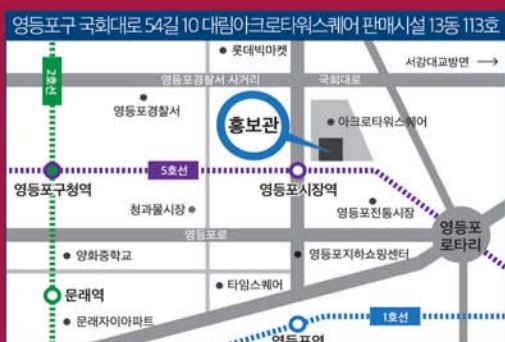 영등포구 국회대로 54길 10 대림아크로타워스퀘어 판매시설 13동 113호
롯데빅마켓
서강대교방면
2호선
영등포경찰서 사거리
국회대로
영등포경찰서
홍보관
아크로타워스퀘어
5호선
영등포구청역
영등포시장역
청과물시장
영등포전통시장
영등포
로타리
영등포로
양화중학교
영등포지하쇼핑센터
타임스퀘어
문래역
1호선
문래자이아파트
영등포역